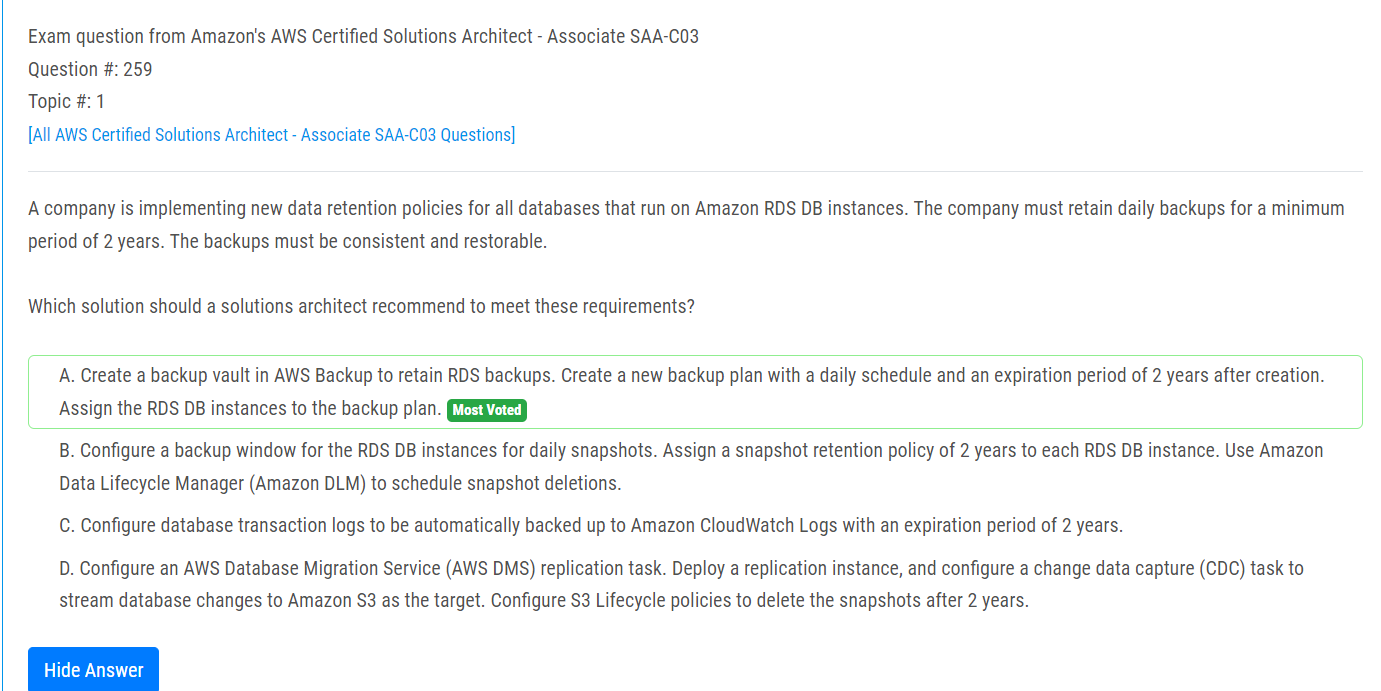 Exam question from Amazon's AWS Certified Solutions Architect - Associate SAA-C03
Question #: 259
Topic #: 1
[All AWS Certified Solutions Architect - Associate SAA-C03 Questions]
A company is implementing new data retention policies for all databases that run on Amazon RDS DB instances. The company must retain daily backups for a minimum
period of 2 years. The backups must be consistent and restorable.
Which solution should a solutions architect recommend to meet these requirements?
A. Create a backup vault in AWS Backup to retain RDS backups. Create a new backup plan with a daily schedule and an expiration period of 2 years after creation.
Assign the RDS DB instances to the backup plan. Most Voted
B. Configure a backup window for the RDS DB instances for daily snapshots. Assign a snapshot retention policy of 2 years to each RDS DB instance. Use Amazon
Data Lifecycle Manager (Amazon DLM) to schedule snapshot deletions.
C. Configure database transaction logs to be automatically backed up to Amazon CloudWatch Logs with an expiration period of 2 years.
D. Configure an AWS Database Migration Service (AWS DMS) replication task. Deploy a replication instance, and configure a change data capture (CDC) task to
stream database changes to Amazon S3 as the target. Configure S3 Lifecycle policies to delete the snapshots after 2 years.
Hide Answer